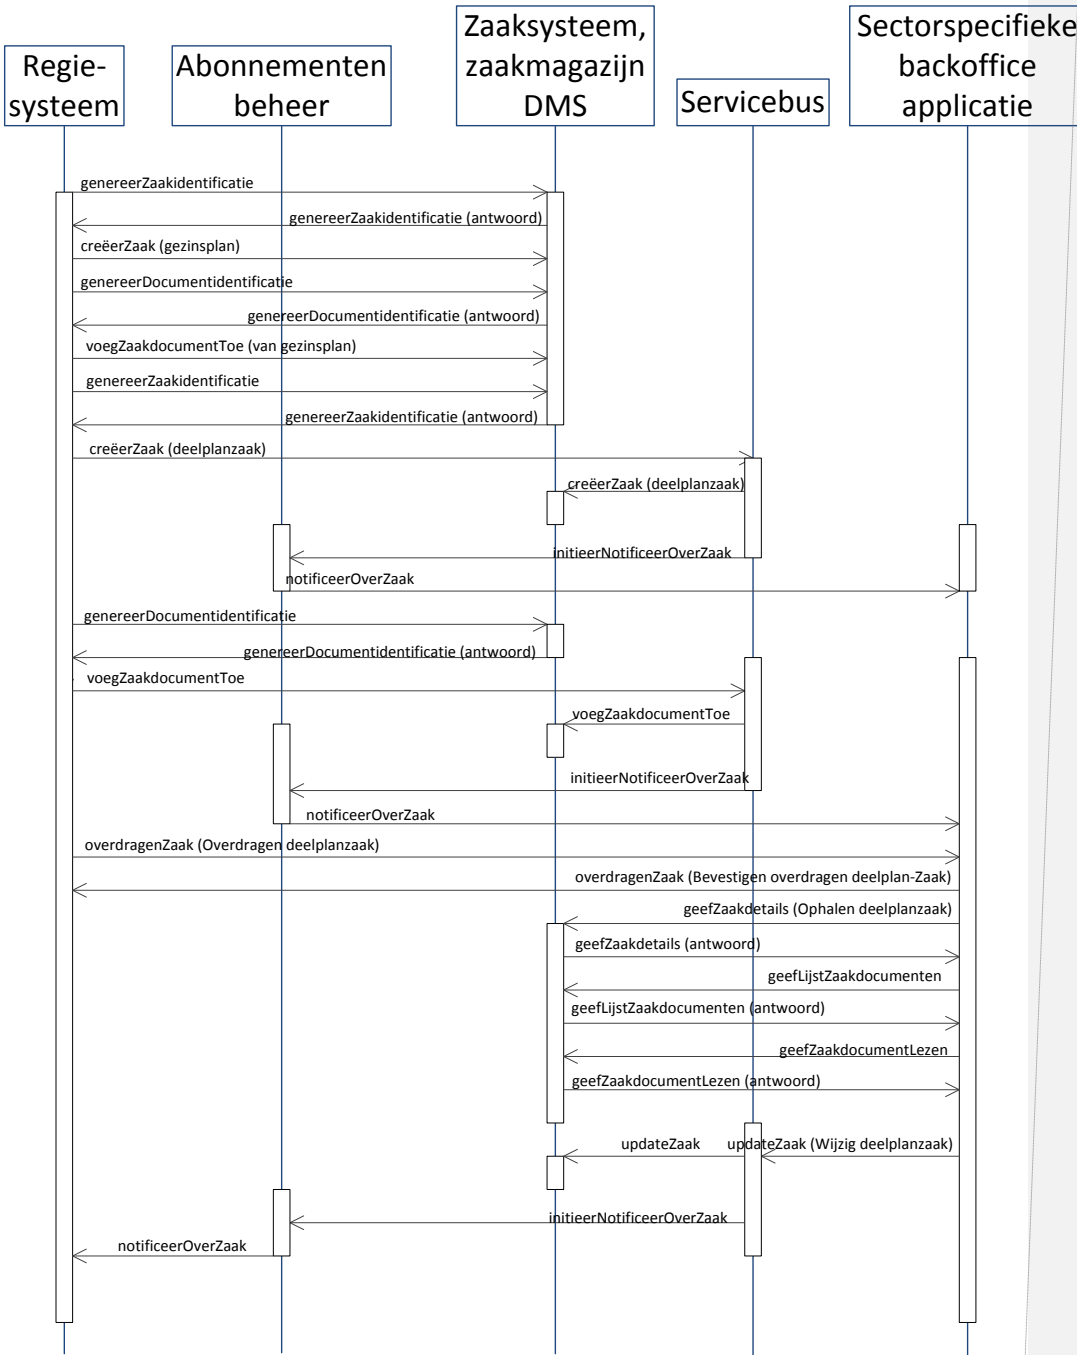 Regie-
systeem
Abonnementen
beheer
Zaaksysteem,
zaakmagazijn
DMS
Servicebus
Sectorspecifieke
backoffice
applicatie
genereerZaakidentificatie
genereerZaakidentificatie (antwoord)
creëerZaak (gezinsplan)
genereerDocumentidentificatie
genereerDocumentidentificatie (antwoord)
voegZaakdocumentToe (van gezinsplan)
genereerZaakidentificatie
genereerZaakidentificatie (antwoord)
creëerZaak (deelplanzaak)
creëerZaak (deelplanzaak)
initieerNotificeerOverZaak
notificeerOverZaak
genereerDocumentidentificatie
genereerDocumentidentificatie (antwoord)
voegZaakdocumentToe
voegZaakdocumentToe
initieerNotificeerOverZaak
notificeerOverZaak
overdragenZaak (Overdragen deelplanzaak)
overdragenZaak (Bevestigen overdragen deelplan-Zaak)
geefZaakdetails (Ophalen deelplanzaak)
geefZaakdetails (antwoord)
geefLijstZaakdocumenten
geefLijstZaakdocumenten (antwoord)
geefZaakdocumentLezen
geefZaakdocumentLezen (antwoord)
updateZaak
updateZaak (Wijzig deelplanzaak)
initieerNotificeerOverZaak
notificeerOverZaak